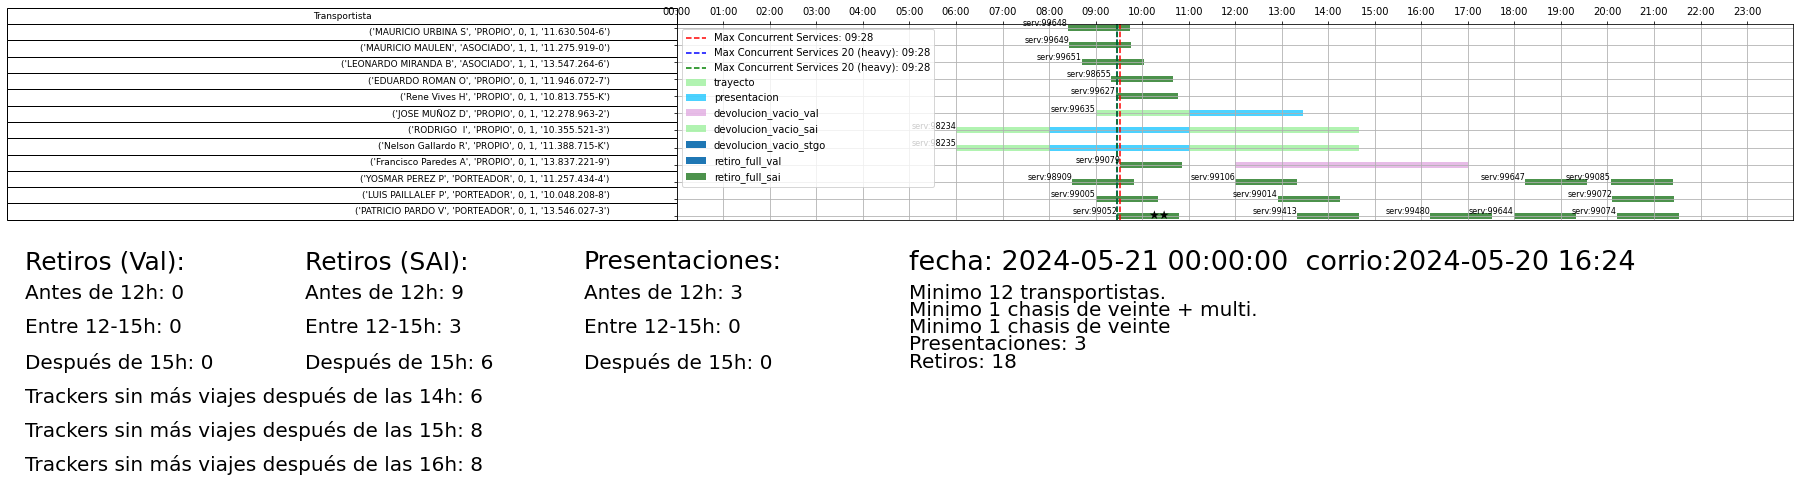 Transportista
00:00 01:00 02:00 03:00 04:00 05:00 06:00 07:00 08:00 09:00 10:00 11:00 12:00 13:00 14:00 15:00 16:00 17:00 18:00 19:00 20:00 21:00 22:00 23:00
('MAURICIO URBINA S', 'PROPIO', 0, 1, '11.630.504-6') serv:99648
('MAURICIO MAULEN', 'ASOCIADO', 1, 1, '11.275.919-0') serv:99649
('LEONARDO MIRANDA B', 'ASOCIADO', 1, 1, '13.547.264-6') serv:99651
('EDUARDO ROMAN O', 'PROPIO', 0, 1, '11.946.072-7') serv:98655
('Rene Vives H', 'PROPIO', 0, 1, '10.813.755-K') serv:99627
('JOSE MUÑOZ D', 'PROPIO', 0, 1, '12.278.963-2') serv:99635
('RODRIGO  I', 'PROPIO', 0, 1, '10.355.521-3') serv:98234
('Nelson Gallardo R', 'PROPIO', 0, 1, '11.388.715-K') serv:98235
('Francisco Paredes A', 'PROPIO', 0, 1, '13.837.221-9') serv:99079
('YOSMAR PEREZ P', 'PORTEADOR', 0, 1, '11.257.434-4') serv:98909 serv:99106 serv:99647 serv:99085
('LUIS PAILLALEF P', 'PORTEADOR', 0, 1, '10.048.208-8') serv:99005 serv:99014 serv:99072
('PATRICIO PARDO V', 'PORTEADOR', 0, 1, '13.546.027-3') serv:99052 serv:99413 serv:99480 serv:99644 serv:99074
Max Concurrent Services: 09:28
Max Concurrent Services 20 (heavy): 09:28
Max Concurrent Services 20 (heavy): 09:28
trayecto
presentacion
devolucion_vacio_val
devolucion_vacio_sai
devolucion_vacio_stgo
retiro_full_val
retiro_full_sai
Retiros (Val):
Antes de 12h: 0
Entre 12-15h: 0
Después de 15h: 0
Retiros (SAI):
Antes de 12h: 9
Entre 12-15h: 3
Después de 15h: 6
Presentaciones:
Antes de 12h: 3
Entre 12-15h: 0
Después de 15h: 0
Trackers sin más viajes después de las 14h: 6
Trackers sin más viajes después de las 15h: 8
Trackers sin más viajes después de las 16h: 8
fecha: 2024-05-21 00:00:00  corrio:2024-05-20 16:24
Minimo 12 transportistas.
Minimo 1 chasis de veinte + multi.
Minimo 1 chasis de veinte
Presentaciones: 3
Retiros: 18